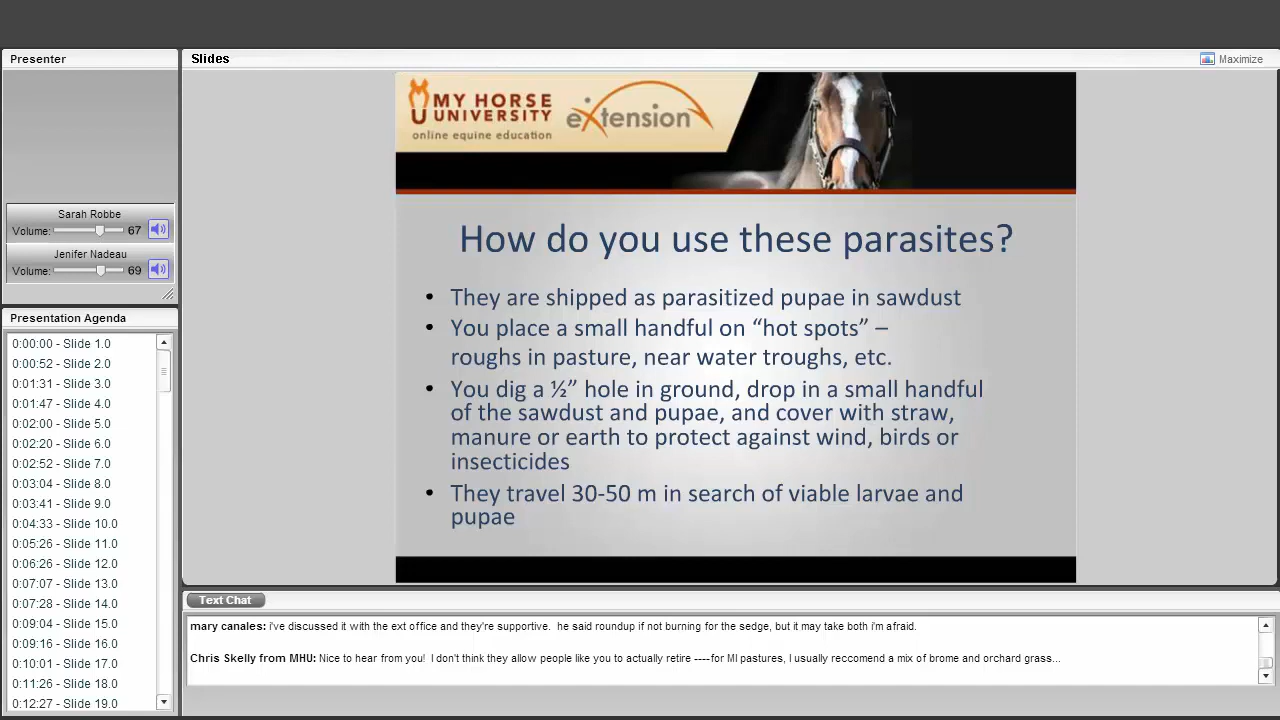 Presenter
Sarah Robbe
Volume: 67
Jenifer Nadeau
Volume: 69
Presentation Agenda
0:00:00 - Slide 1.0
0:00:52 - Slide 2.0
0:01:31 - Slide 3.0
0:01:47 - Slide 4.0
0:02:00 - Slide 5.0
0:02:20 - Slide 6.0
0:02:52 - Slide 7.0
0:03:04 - Slide 8.0
0:03:41 - Slide 9.0
0:04:33 - Slide 10.0
0:05:26 - Slide 11.0
0:06:26 - Slide 12.0
0:07:07 - Slide 13.0
0:07:28 - Slide 14.0
0:09:04 - Slide 15.0
0:09:16 - Slide 16.0
0:10:01 - Slide 17.0
0:11:26 - Slide 18.0
0:12:27 - Slide 19.0
Slides
Maximize
MY HORSE
UNIVERSITY
online equine education
eXtension
How do you use these parasites?
• They are shipped as parasitized pupae in sawdust
• You place a small handful on “hot spots” –
roughs in pasture, near water troughs, etc.
• You dig a ½” hole in ground, drop in a small handful
of the sawdust and pupae, and cover with straw,
manure or earth to protect against wind, birds or
insecticides
• They travel 30-50 m in search of viable larvae and
pupae
Text Chat
mary canales: i've discussed it with the ext office and they're supportive. he said roundup if not burning for the sedge, but it may take both i'm afraid.
Chris Skelly from MHU: Nice to hear from you! I don't think they allow people like you to actually retire ----for MI pastures, I usually reccomend a mix of brome and orchard grass...